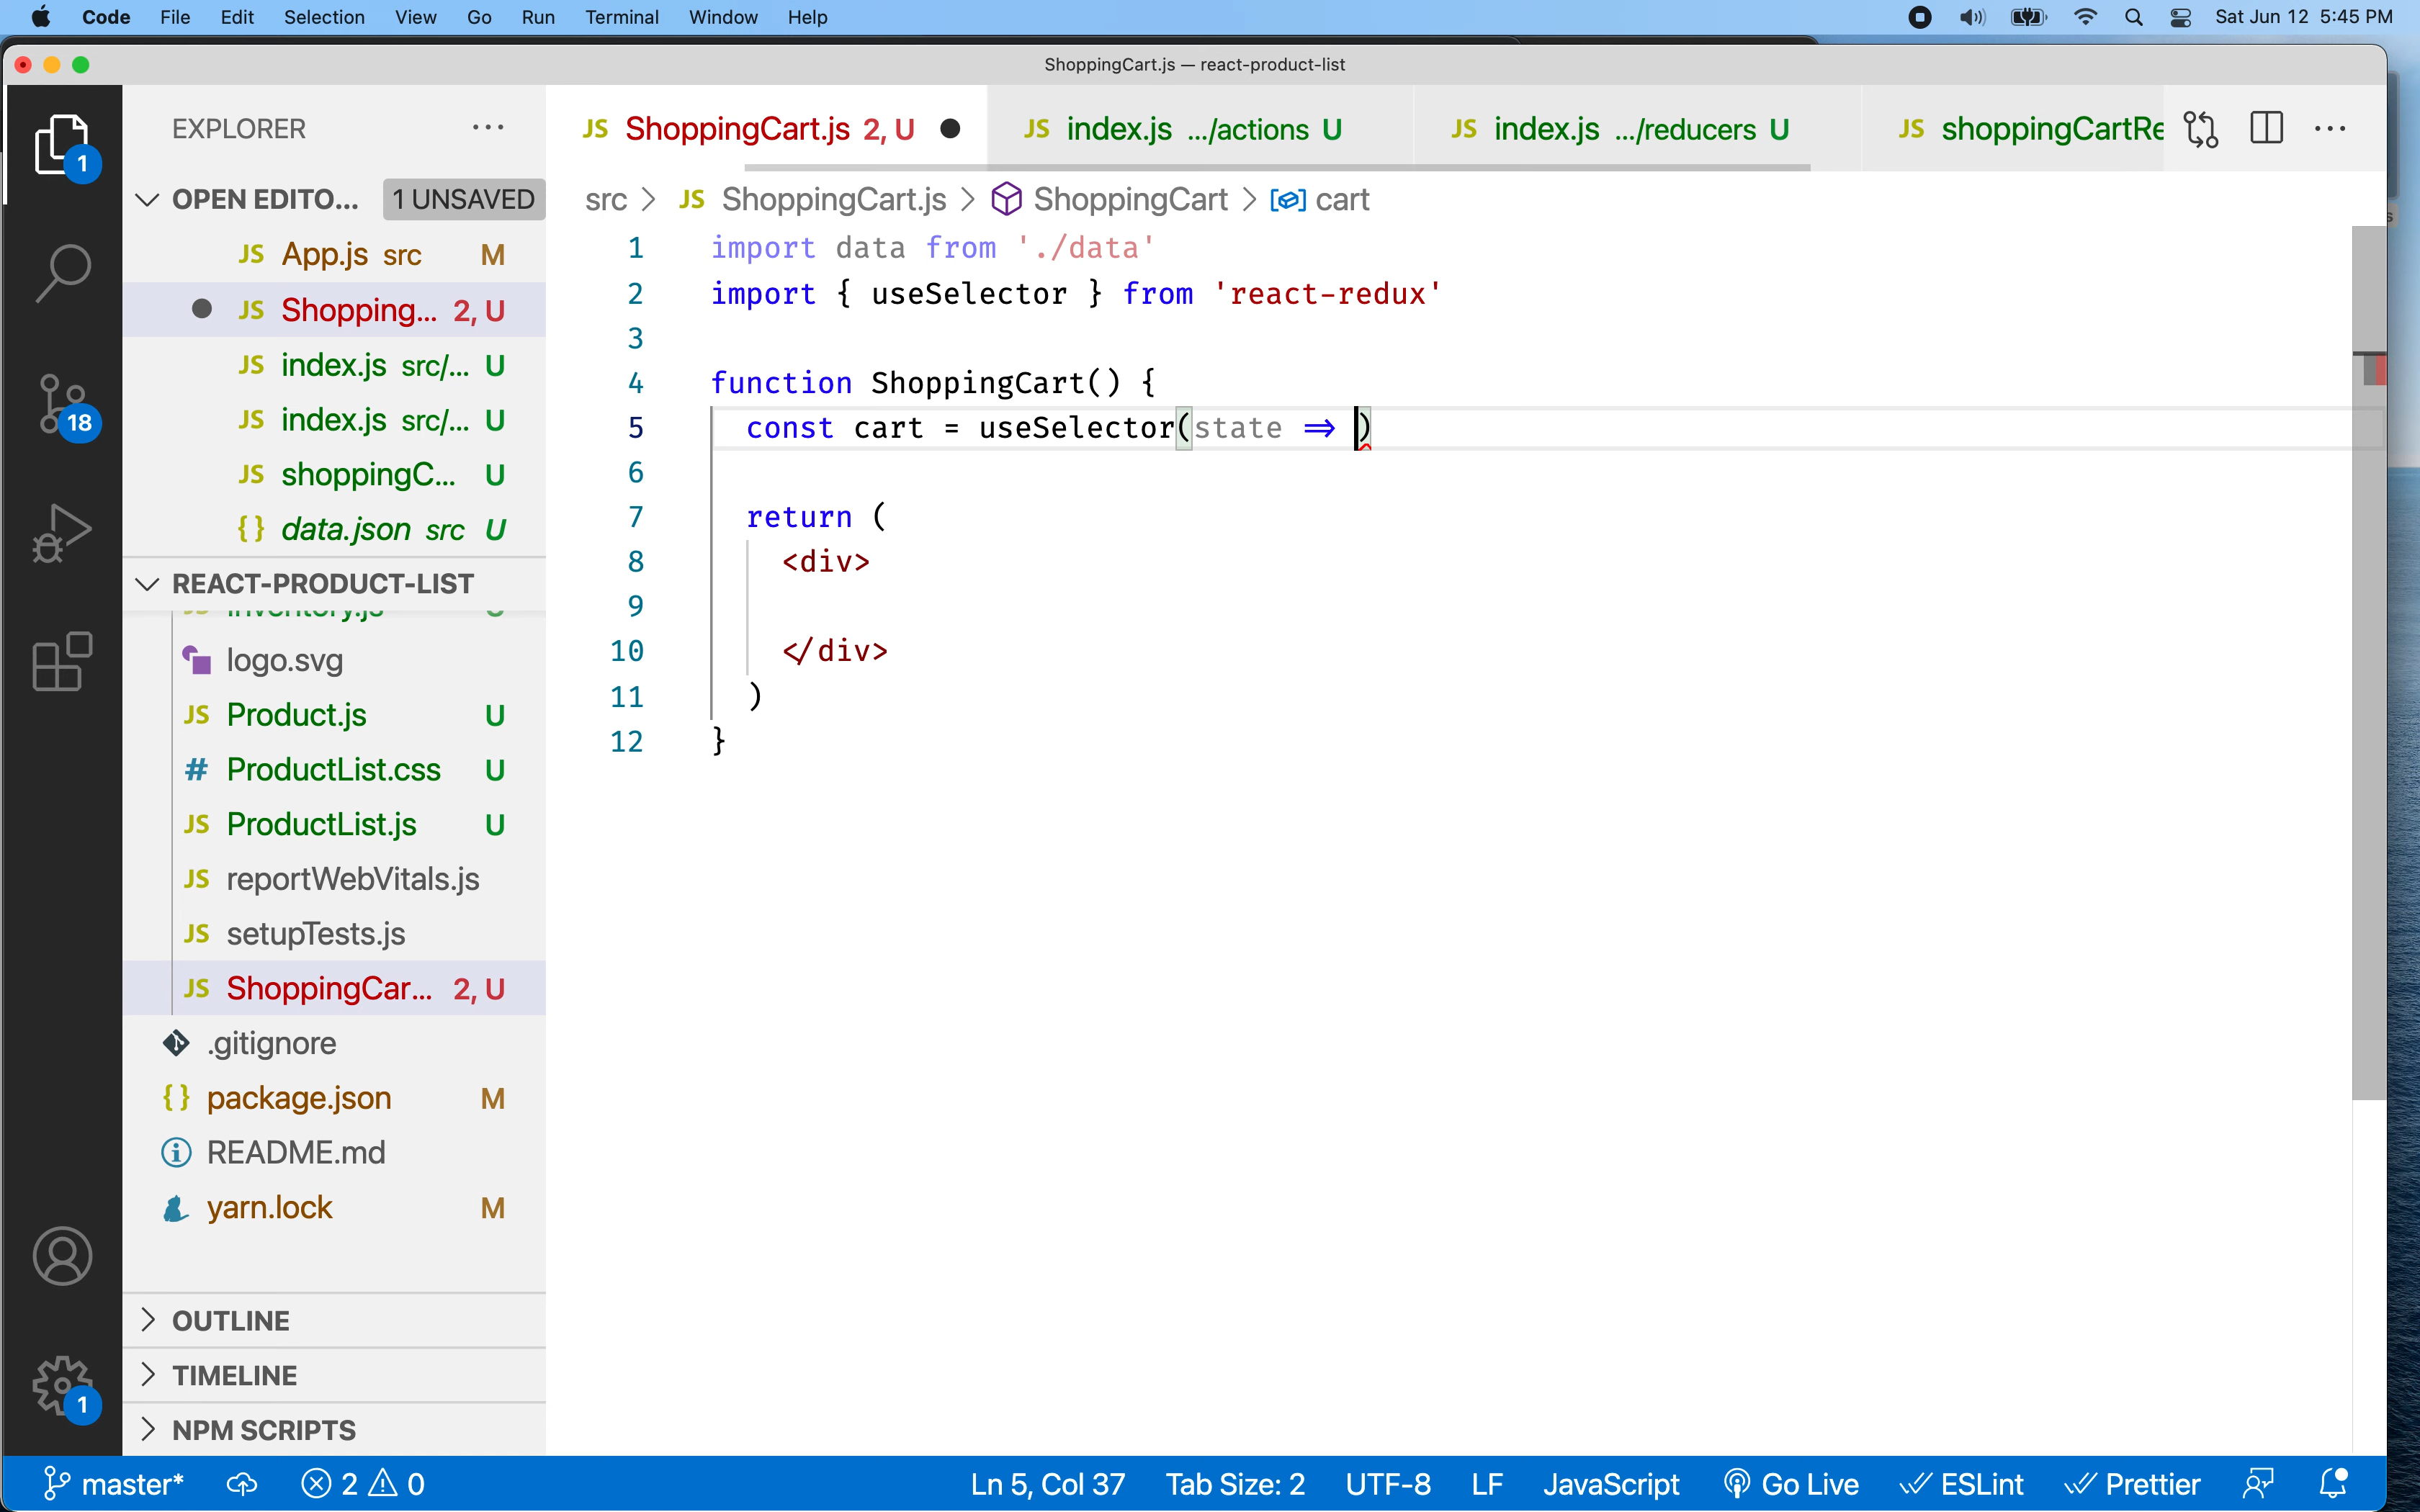 Code File Edit Selection View Go Run Terminal Window Help Sat Jun 12 5:45 PM
ShoppingCart.js — react-product-list
EXPLORER ···
JS ShoppingCart.js 2, U
JS index.js .../actions U
JS index.js .../reducers U
JS shoppingCartRe
1
OPEN EDITO... 1 UNSAVED
src > JS ShoppingCart.js > ShoppingCart > cart
JS App.js src M
JS Shopping... 2, U
JS index.js src/... U
JS index.js src/... U
JS shoppingC... U
{} data.json src U
18
REACT-PRODUCT-LIST
JS inventory.js U
logo.svg
JS Product.js U
# ProductList.css U
JS ProductList.js U
JS reportWebVitals.js
JS setupTests.js
JS ShoppingCar... 2, U
.gitignore
{} package.json M
README.md
yarn.lock M
OUTLINE
TIMELINE
NPM SCRIPTS
1
1 import data from './data'
2 import { useSelector } from 'react-redux'
3
4 function ShoppingCart() {
5 const cart = useSelector(state => )
6
7 return (
8 <div>
9
10 </div>
11 )
12 }
master* 2 0 Ln 5, Col 37 Tab Size: 2 UTF-8 LF JavaScript Go Live ESLint Prettier